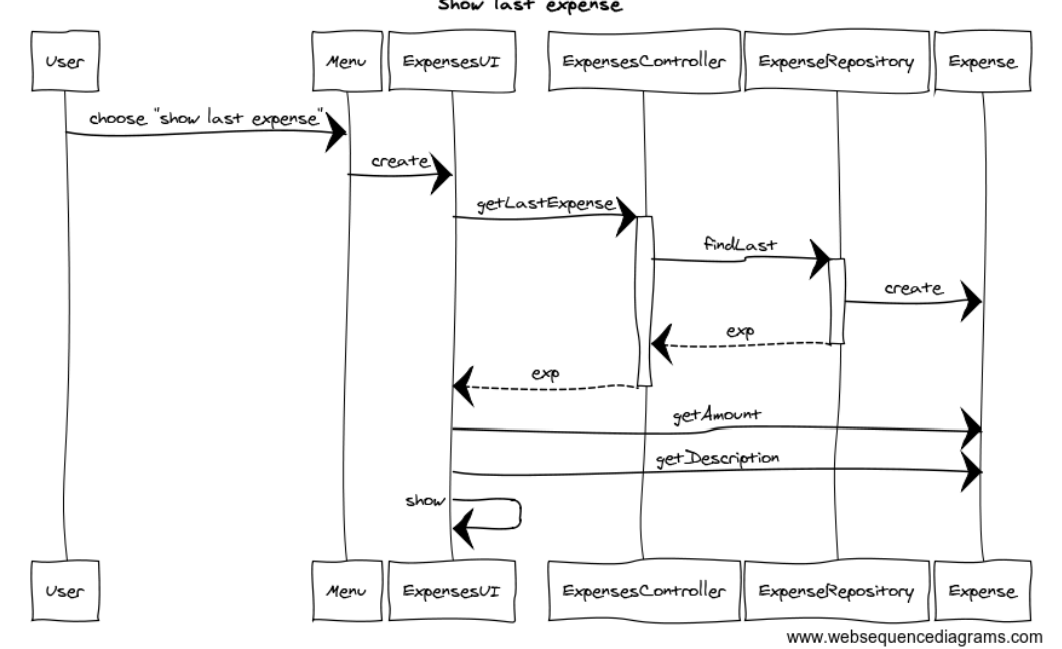 Show last expense
User
Menu
ExpensesUI
ExpensesController
ExpenseRepository
Expense
choose "show last expense"
create
getLastExpense
findLast
create
exp
exp
getAmount
getDescription
show
User
Menu
ExpensesUI
ExpensesController
ExpenseRepository
Expense
www.websequencediagrams.com